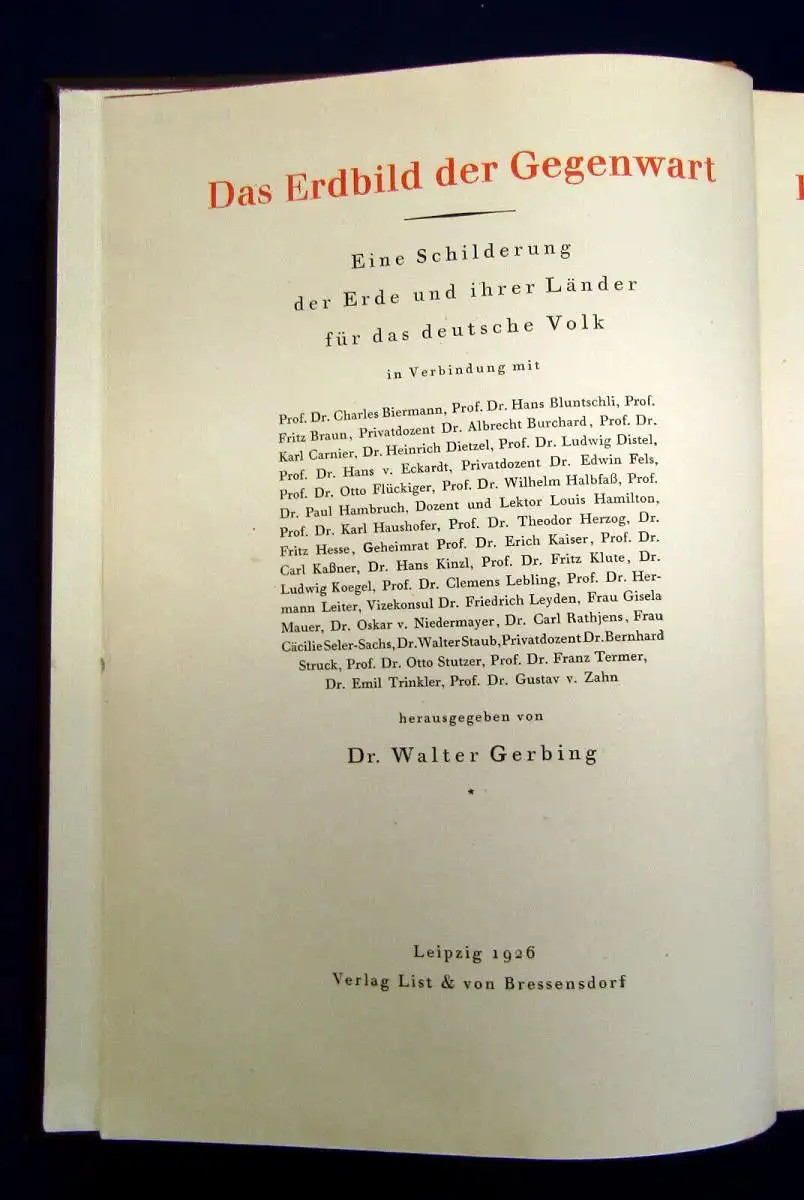 Das Erdbild der Gegenwart
Eine Schilderung
der Erde und ihrer Länder
für das deutsche Volk
in Verbindung mit
Prof. Dr. Charles Biermann, Prof. Dr. Hans Bluntschli, Prof.
Fritz Braun, Privatdozent Dr. Albrecht Burchard, Prof. Dr.
Karl Carnier, Dr. Heinrich Dietzel, Prof. Dr. Ludwig Distel,
Prof. Dr. Hans v. Eckardt, Privatdozent Dr. Edwin Fels,
Prof. Dr. Otto Flückiger, Prof. Dr. Wilhelm Halbfaß, Prof.
Dr. Paul Hambruch, Dozent und Lektor Louis Hamilton,
Prof. Dr. Karl Haushofer, Prof. Dr. Theodor Herzog, Dr.
Fritz Hesse, Geheimrat Prof. Dr. Erich Kaiser, Prof. Dr.
Carl Kaßner, Dr. Hans Kinzl, Prof. Dr. Fritz Klute, Dr.
Ludwig Koegel, Prof. Dr. Clemens Lebling, Prof. Dr. Her-
mann Leiter, Vizekonsul Dr. Friedrich Leyden, Frau Gisela
Mauer, Dr. Oskar v. Niedermayer, Dr. Carl Rathjens, Frau
Cäcilie Seler-Sachs, Dr. Walter Staub, Privatdozent Dr. Bernhard
Struck, Prof. Dr. Otto Stutzer, Prof. Dr. Franz Termer,
Dr. Emil Trinkler, Prof. Dr. Gustav v. Zahn
herausgegeben von
Dr. Walter Gerbing
*
Leipzig 1926
Verlag List & von Bressensdorf